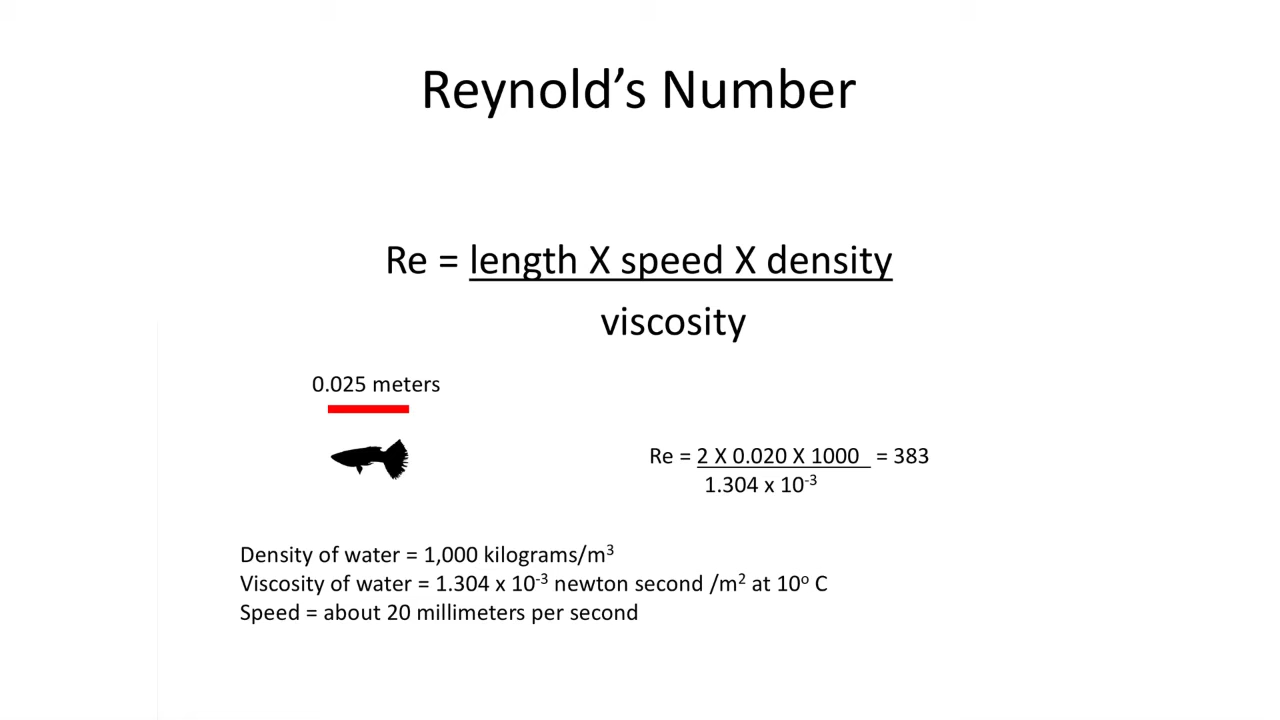 Reynold’s Number
Re = length X speed X density
viscosity
0.025 meters
Re = 2 X 0.020 X 1000 = 383
1.304 x 10⁻³
Density of water = 1,000 kilograms/m³
Viscosity of water = 1.304 x 10⁻³ newton second /m² at 10ᵒ C
Speed = about 20 millimeters per second